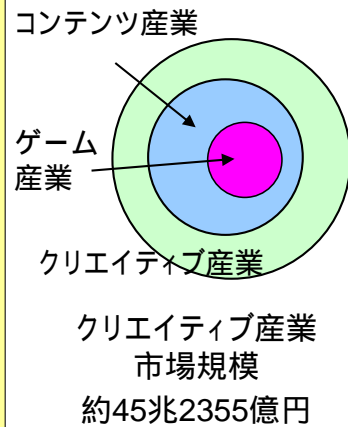 コンテンツ産業
ゲーム
産業
クリエイティブ産業
クリエイティブ産業
市場規模
約45兆2355億円